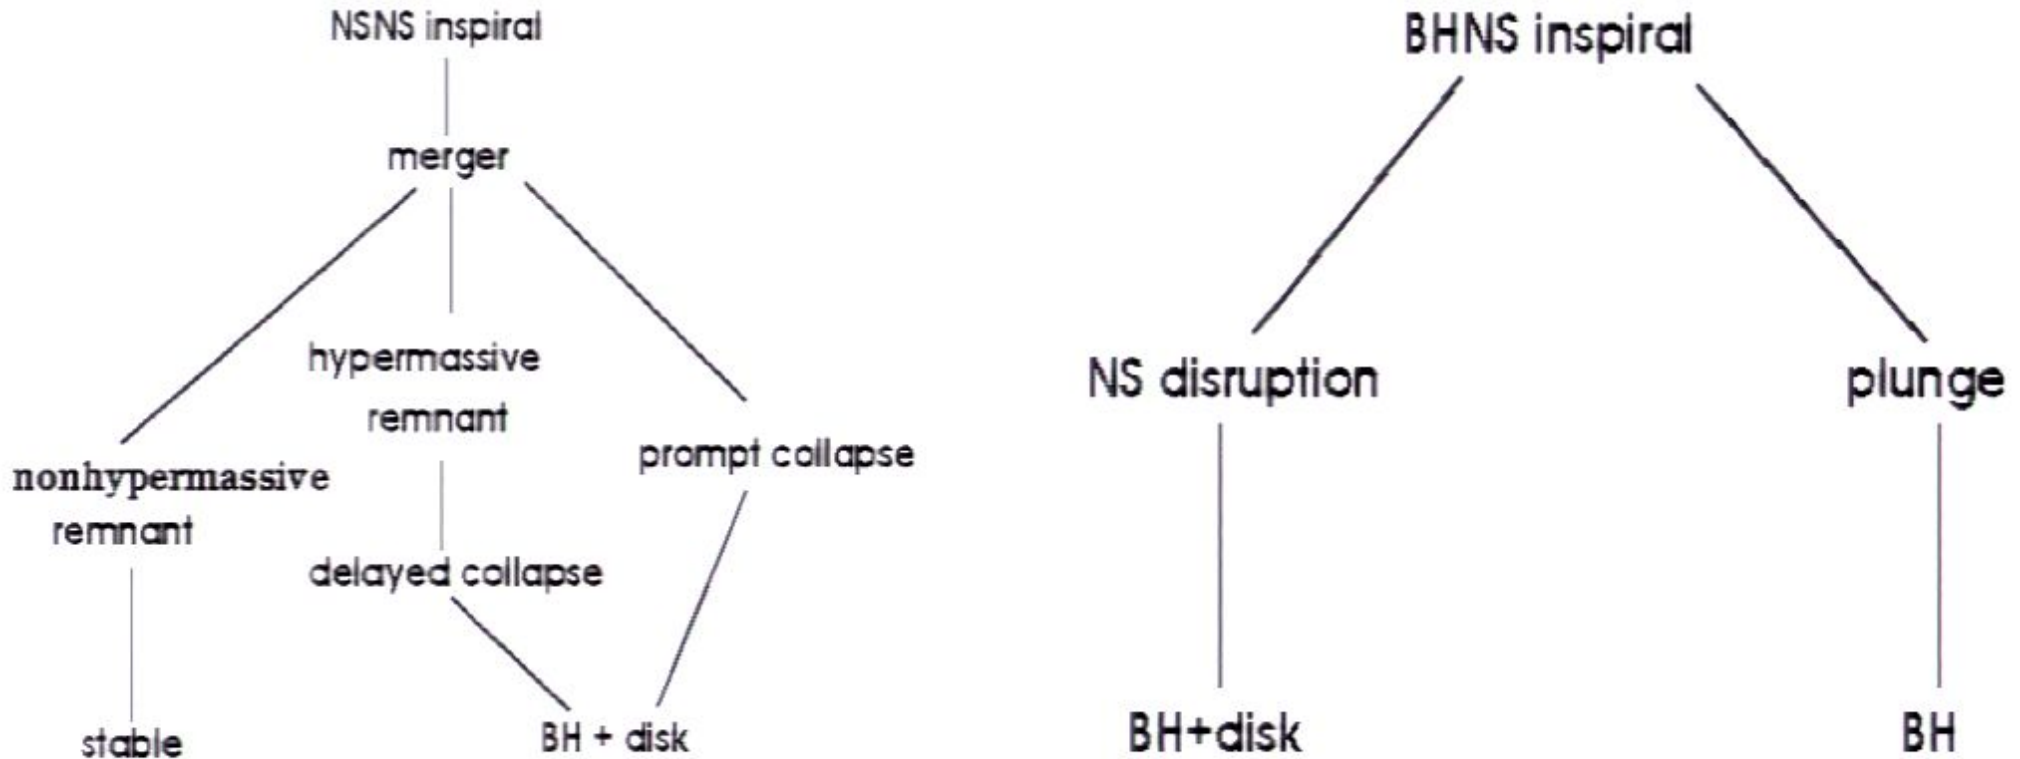 NSNS inspiral
merger
hypermassive
remnant
nonhypermassive
remnant
prompt collapse
delayed collapse
stable
BH + disk
BHNS inspiral
NS disruption
plunge
BH+disk
BH